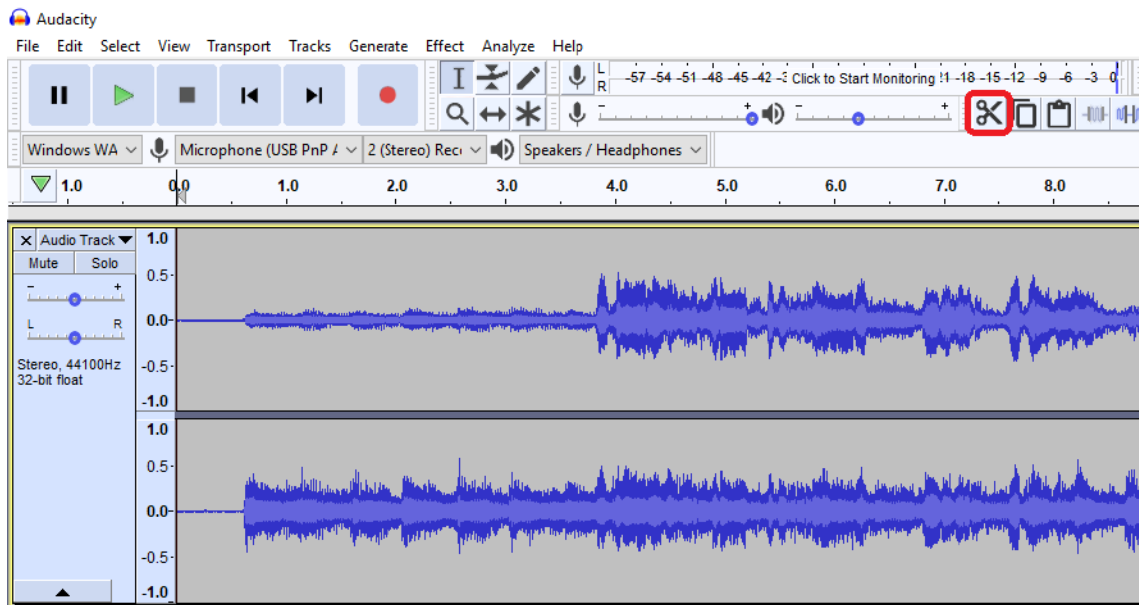 Audacity
File Edit Select View Transport Tracks Generate Effect Analyze Help
L
R
-57 -54 -51 -48 -45 -42 -3 Click to Start Monitoring !1 -18 -15 -12 -9 -6 -3 0
- + - +
Windows WA Microphone (USB PnP 2 (Stereo) Rec Speakers / Headphones
1.0 0.0 1.0 2.0 3.0 4.0 5.0 6.0 7.0 8.0
X Audio Track 1.0
Mute Solo
0.5
- +
0.0
L R
Stereo, 44100Hz -0.5
32-bit float
-1.0
1.0
0.5
0.0
-0.5
-1.0